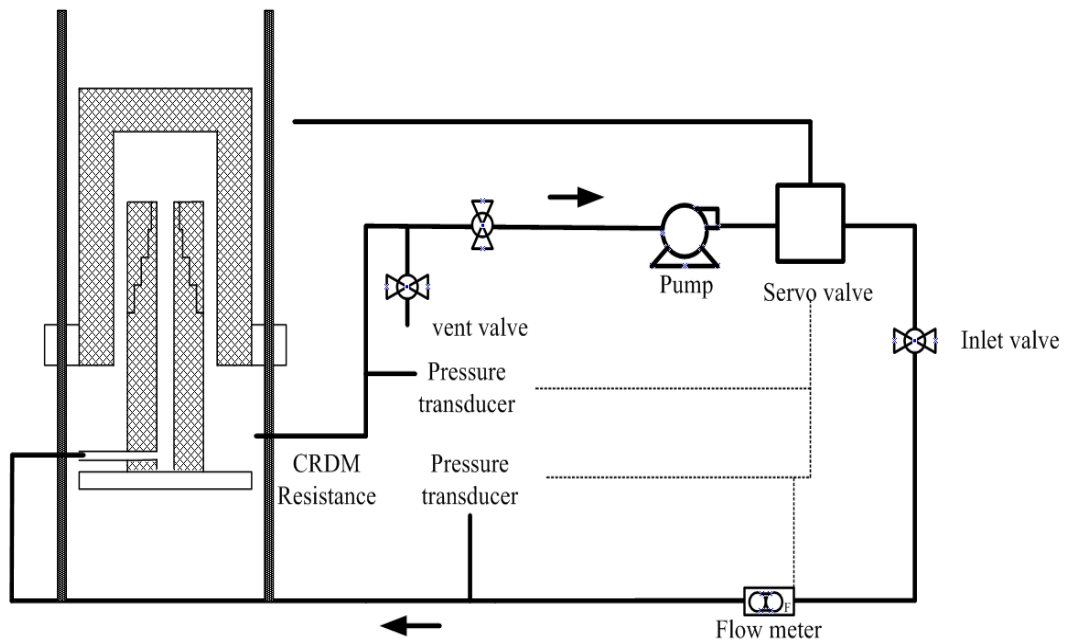 Pump
Servo valve
vent valve
Inlet valve
Pressure
transducer
CRDM
Resistance
Pressure
transducer
F
Flow meter